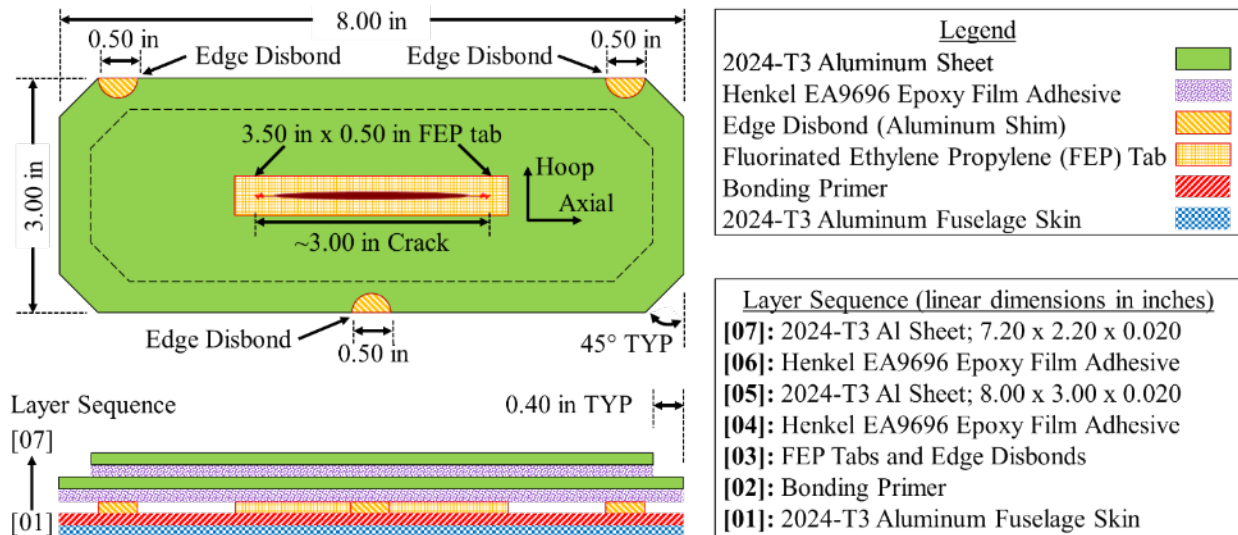 8.00 in
0.50 in
Edge Disbond
Edge Disbond
0.50 in
3.50 in x 0.50 in FEP tab
Hoop
Axial
3.00 in
~3.00 in Crack
Edge Disbond
0.50 in
45° TYP
Layer Sequence
0.40 in TYP
[07]
[01]
Legend
2024-T3 Aluminum Sheet
Henkel EA9696 Epoxy Film Adhesive
Edge Disbond (Aluminum Shim)
Fluorinated Ethylene Propylene (FEP) Tab
Bonding Primer
2024-T3 Aluminum Fuselage Skin
Layer Sequence (linear dimensions in inches)
[07]: 2024-T3 Al Sheet; 7.20 x 2.20 x 0.020
[06]: Henkel EA9696 Epoxy Film Adhesive
[05]: 2024-T3 Al Sheet; 8.00 x 3.00 x 0.020
[04]: Henkel EA9696 Epoxy Film Adhesive
[03]: FEP Tabs and Edge Disbonds
[02]: Bonding Primer
[01]: 2024-T3 Aluminum Fuselage Skin